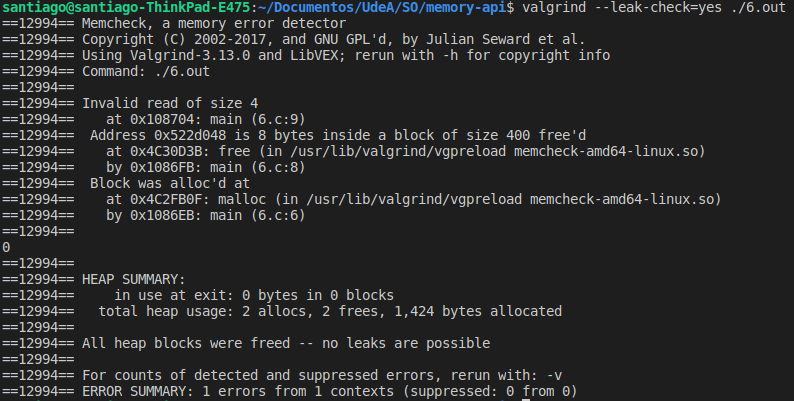 santiago@santiago-ThinkPad-E475:~/Documentos/UdeA/SO/memory-api$ valgrind --leak-check=yes ./6.out
==12994== Memcheck, a memory error detector
==12994== Copyright (C) 2002-2017, and GNU GPL'd, by Julian Seward et al.
==12994== Using Valgrind-3.13.0 and LibVEX; rerun with -h for copyright info
==12994== Command: ./6.out
==12994==
==12994== Invalid read of size 4
==12994==    at 0x108704: main (6.c:9)
==12994==  Address 0x522d048 is 8 bytes inside a block of size 400 free'd
==12994==    at 0x4C30D3B: free (in /usr/lib/valgrind/vgpreload_memcheck-amd64-linux.so)
==12994==    by 0x1086FB: main (6.c:8)
==12994==  Block was alloc'd at
==12994==    at 0x4C2FB0F: malloc (in /usr/lib/valgrind/vgpreload_memcheck-amd64-linux.so)
==12994==    by 0x1086EB: main (6.c:6)
==12994==
0
==12994==
==12994== HEAP SUMMARY:
==12994==     in use at exit: 0 bytes in 0 blocks
==12994==   total heap usage: 2 allocs, 2 frees, 1,424 bytes allocated
==12994==
==12994== All heap blocks were freed -- no leaks are possible
==12994==
==12994== For counts of detected and suppressed errors, rerun with: -v
==12994== ERROR SUMMARY: 1 errors from 1 contexts (suppressed: 0 from 0)